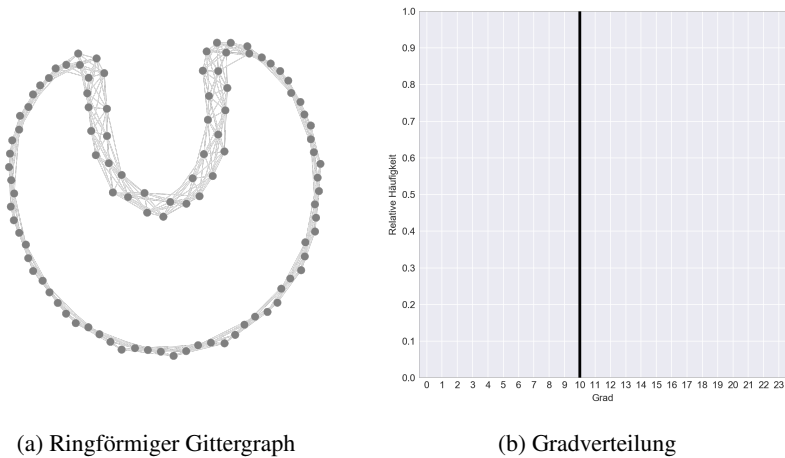 1.0
0.9
0.8
0.7
0.6
0.5
0.4
0.3
0.2
0.1
0.0
Relative Häufigkeit
0 1 2 3 4 5 6 7 8 9 10 11 12 13 14 15 16 17 18 19 20 21 22 23
Grad
(a) Ringförmiger Gittergraph
(b) Gradverteilung